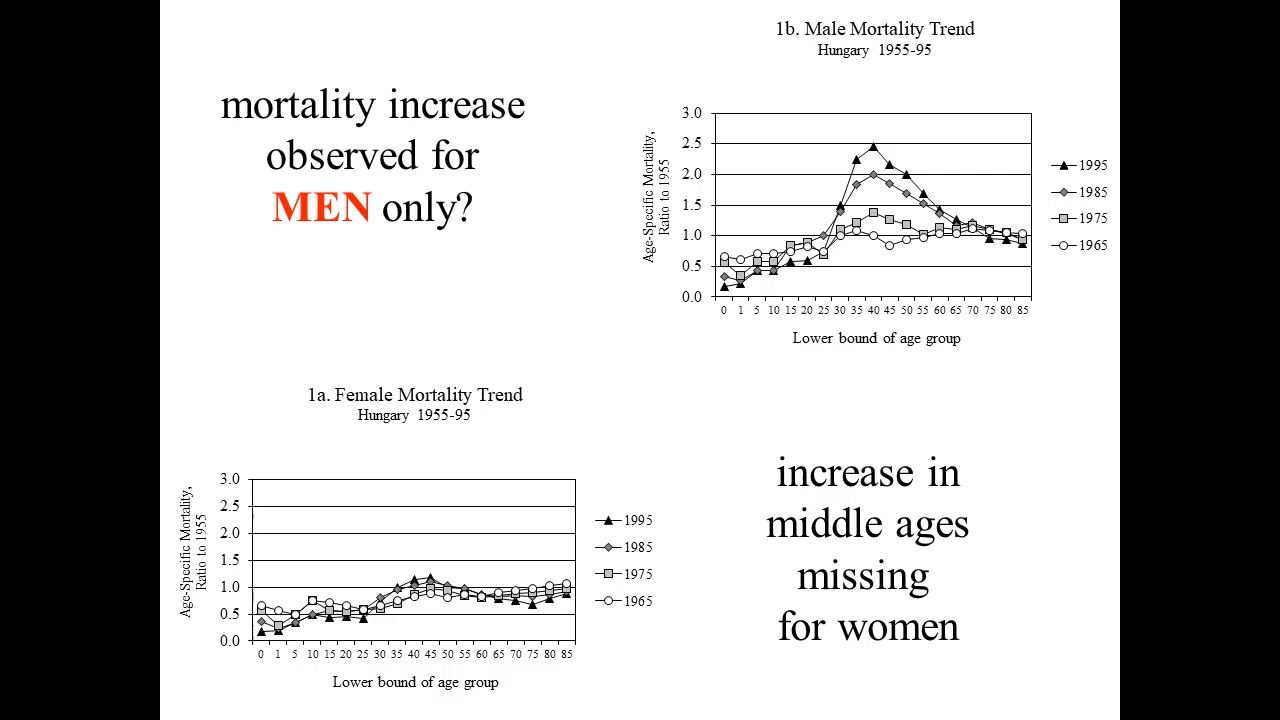 mortality increase
observed for
MEN only?
1b. Male Mortality Trend
Hungary 1955-95
Age-Specific Mortality,
Ratio to 1955
3.0
2.5
2.0
1.5
1.0
0.5
0.0
0 1 5 10 15 20 25 30 35 40 45 50 55 60 65 70 75 80 85
Lower bound of age group
1995
1985
1975
1965
1a. Female Mortality Trend
Hungary 1955-95
Age-Specific Mortality,
Ratio to 1955
3.0
2.5
2.0
1.5
1.0
0.5
0.0
0 1 5 10 15 20 25 30 35 40 45 50 55 60 65 70 75 80 85
Lower bound of age group
1995
1985
1975
1965
increase in
middle ages
missing
for women